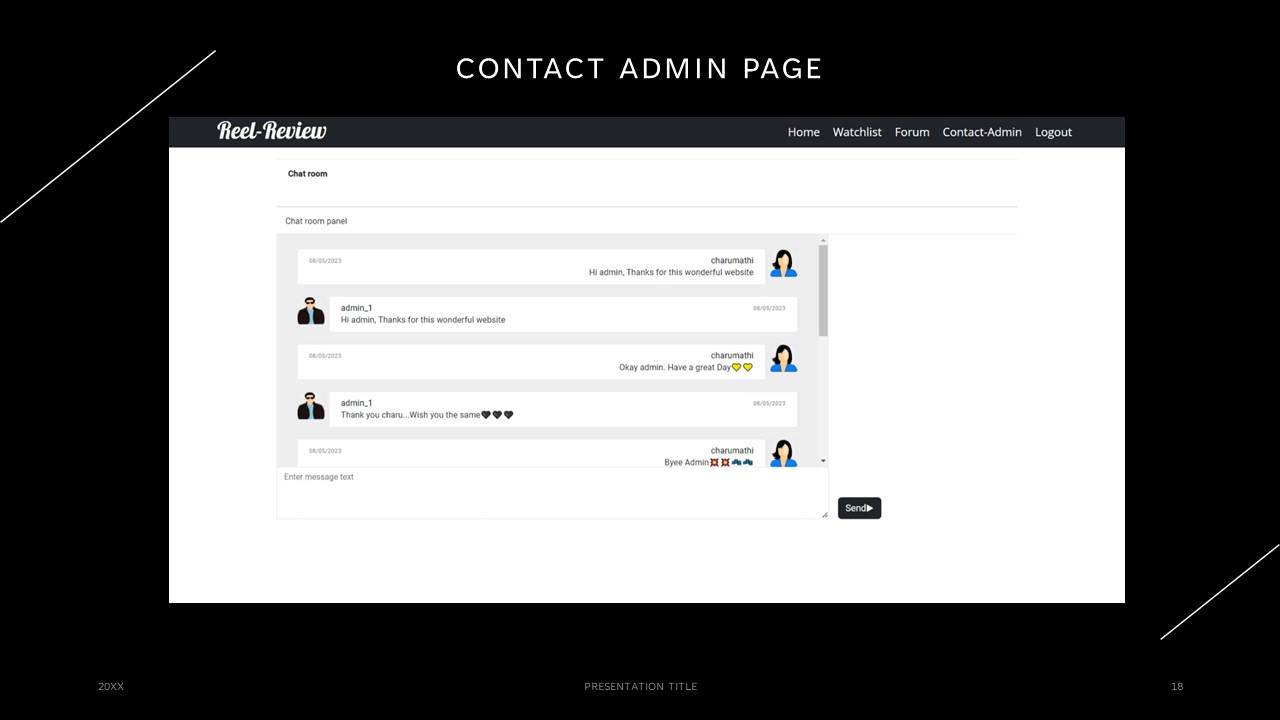 CONTACT ADMIN PAGE
Reel-Review
Home Watchlist Forum Contact-Admin Logout
Chat room
Chat room panel
08/05/2023 charumathi
Hi admin, Thanks for this wonderful website
admin_1 08/05/2023
Hi admin, Thanks for this wonderful website
08/05/2023 charumathi
Okay admin. Have a great Day💛💛
admin_1 08/05/2023
Thank you charu...Wish you the same🖤🖤🖤
08/05/2023 charumathi
Byee Admin
Enter message text
Send▶
20XX PRESENTATION TITLE 18